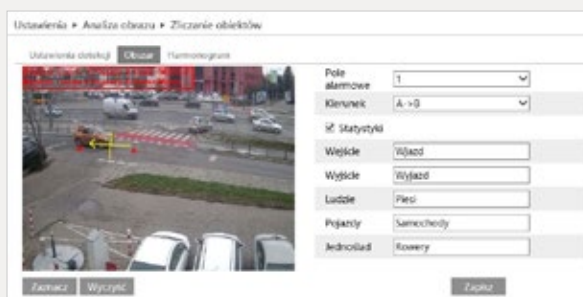 Ustawienia ▸ Analiza obrazu ▸ Zliczanie obiektów
Ustawienia detekcji Obszar Harmonogram
Pole alarmowe 1
Kierunek A->B
Statystyki
Wejście Wjazd
Wyjście Wyjazd
Ludzie Piesi
Pojazdy Samochody
Jednoślad Rowery
Zaznacz Wyczyść Zapisz